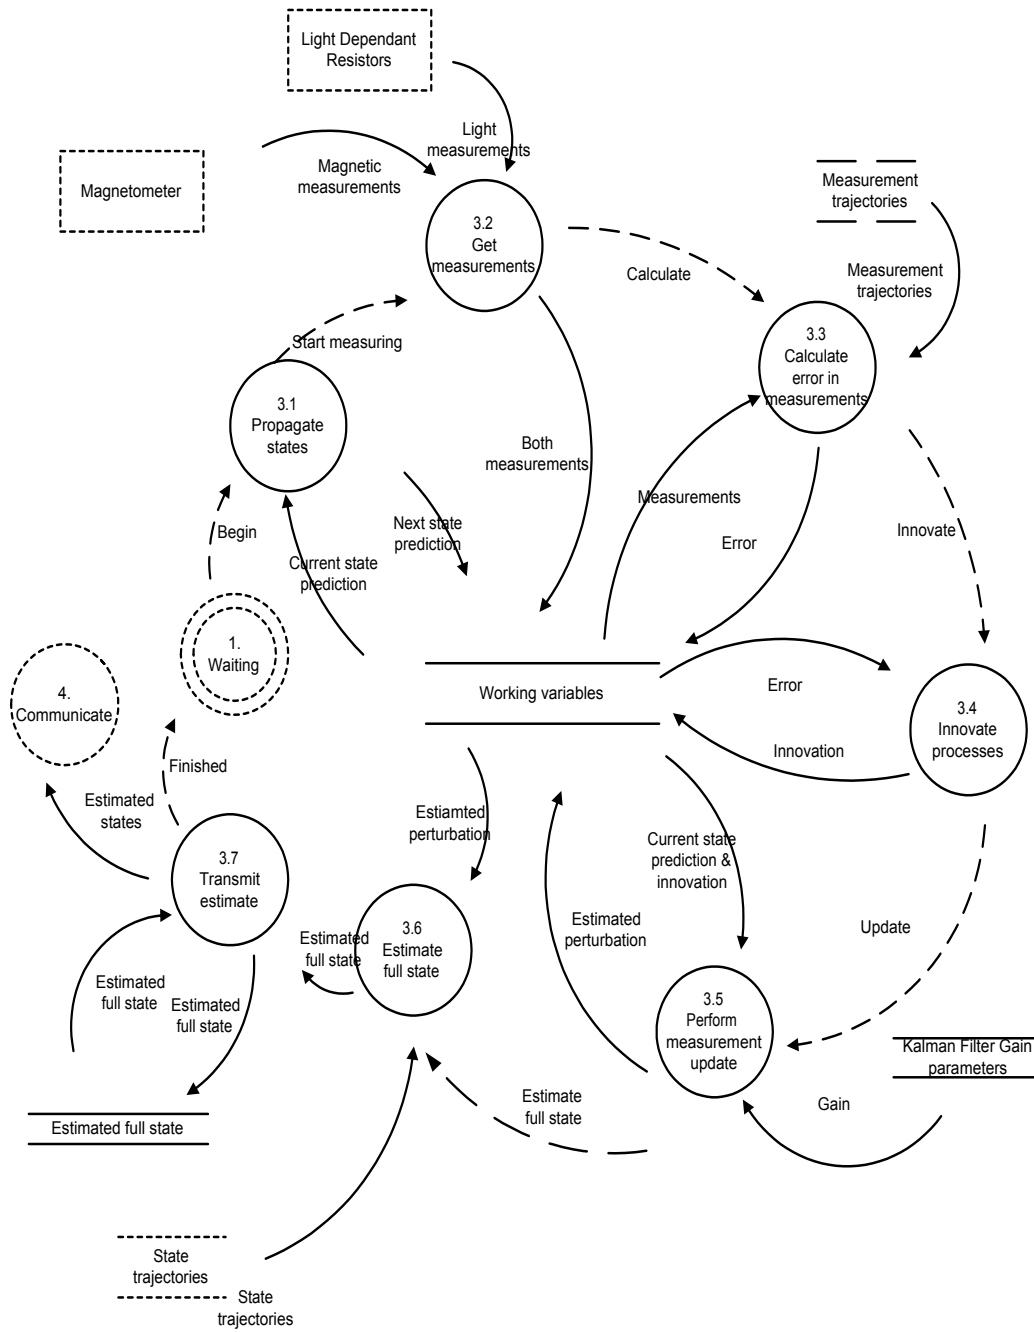 Light Dependant
Resistors
Light
measurements
Magnetic
measurements
Magnetometer
Measurement
trajectories
Measurement
trajectories
3.2
Get
measurements
Calculate
3.3
Calculate
error in
measurements
Start measuring
3.1
Propagate
states
Both
measurements
Measurements
Error
Innovate
Begin
Next state
prediction
Current state
prediction
1.
Waiting
4.
Communicate
Working variables
Error
3.4
Innovate
processes
Innovation
Finished
Estimated
states
Estiamted
perturbation
Current state
prediction &
innovation
3.7
Transmit
estimate
3.6
Estimate
full state
Estimated
full state
Estimated
perturbation
Update
Estimated
full state
Estimated
full state
3.5
Perform
measurement
update
Kalman Filter Gain
parameters
Gain
Estimate
full state
Estimated full state
State
trajectories
State
trajectories